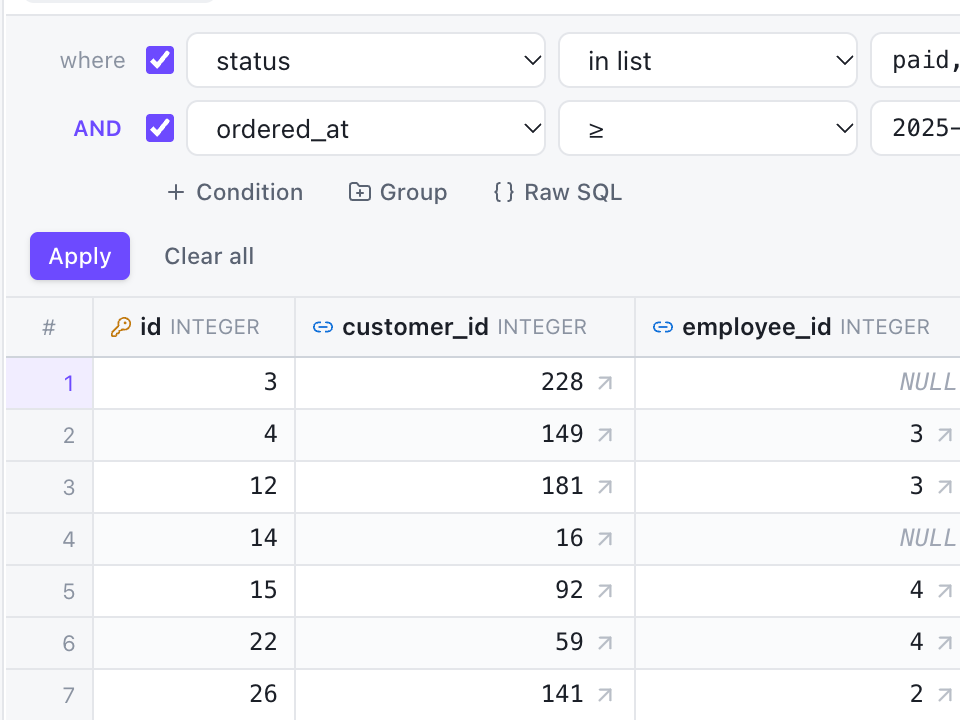 where status in list paid,
AND ordered_at ≥ 2025-
+ Condition Group {} Raw SQL
Apply Clear all
# id INTEGER customer_id INTEGER employee_id INTEGER
1 3 228 NULL
2 4 149 3
3 12 181 3
4 14 16 NULL
5 15 92 4
6 22 59 4
7 26 141 2